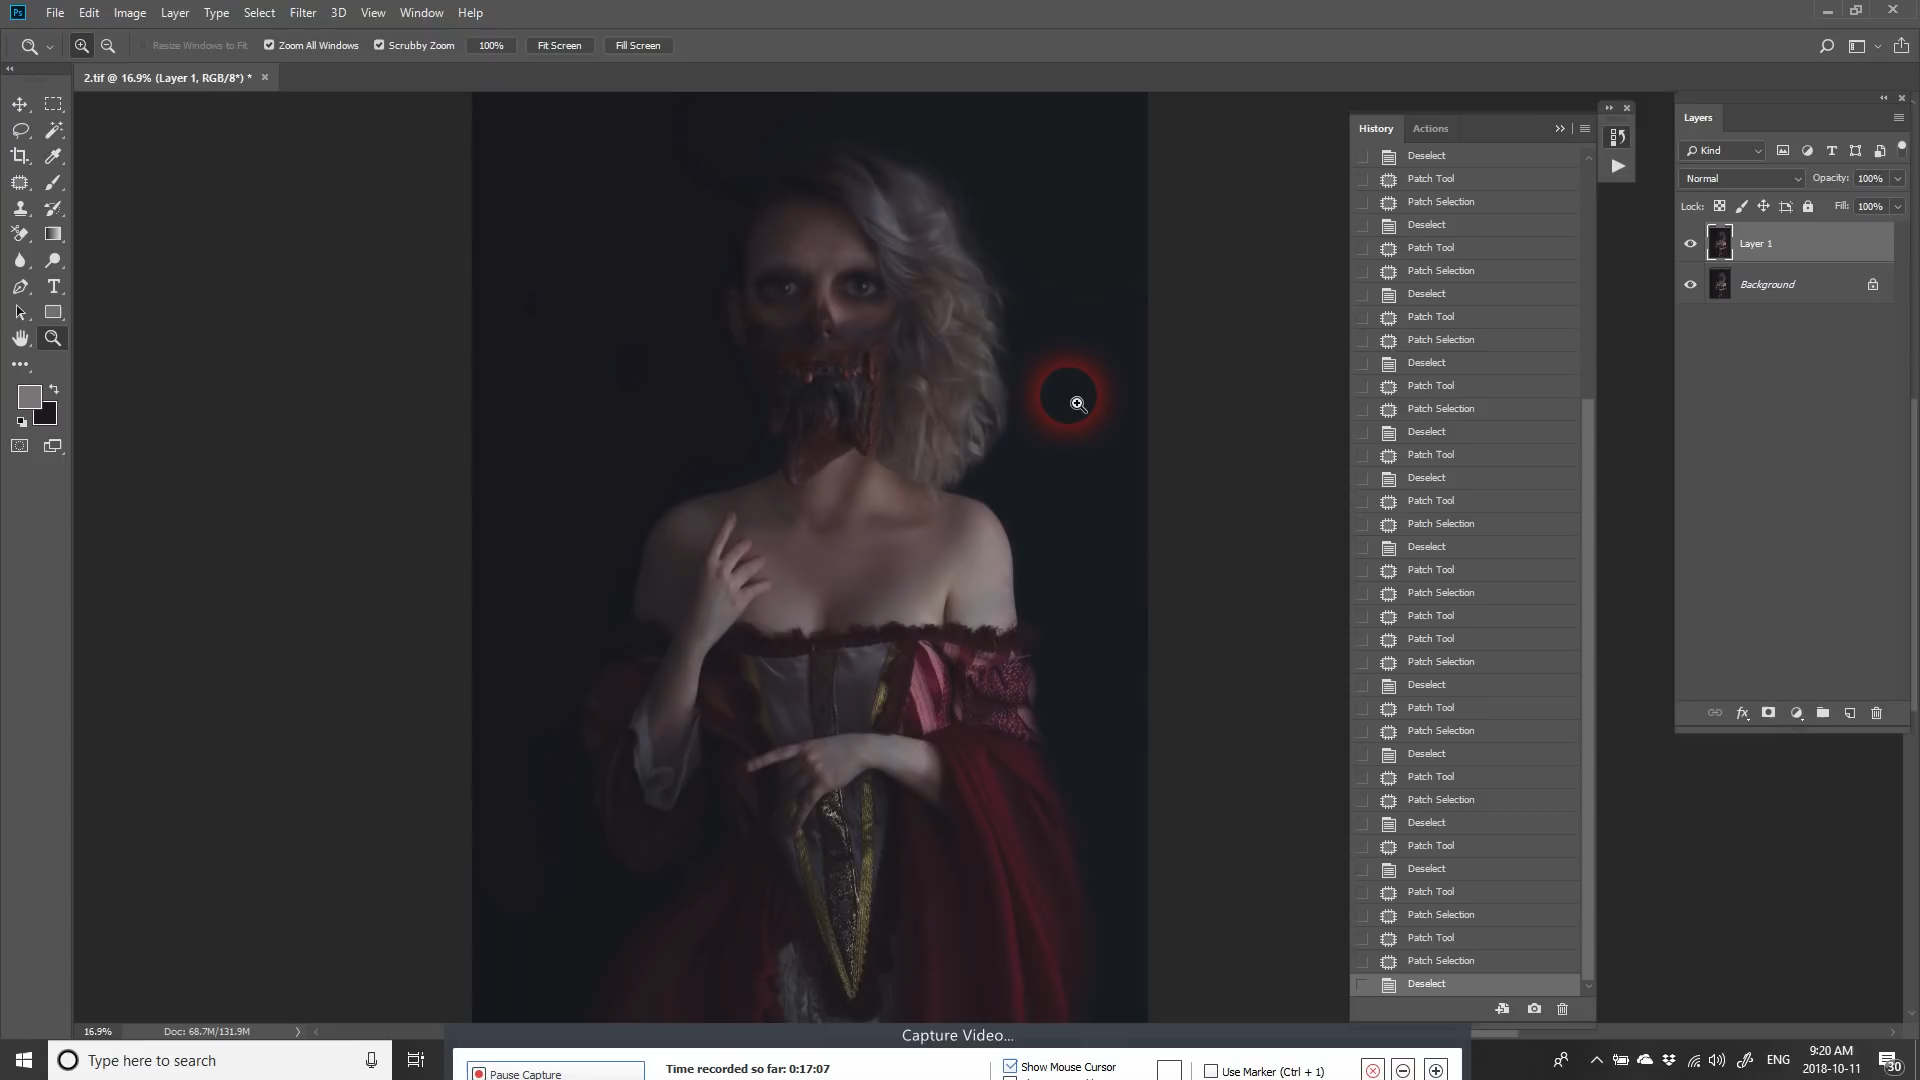 Ps File Edit Image Layer Type Select Filter 3D View Window Help
Resize Windows to Fit Zoom All Windows Scrubby Zoom 100% Fit Screen Fill Screen
2.tif @ 16.9% (Layer 1, RGB/8*) * ×
History Actions
Deselect
Patch Tool
Patch Selection
Deselect
Patch Tool
Patch Selection
Deselect
Patch Tool
Patch Selection
Deselect
Patch Tool
Patch Selection
Deselect
Patch Tool
Deselect
Patch Tool
Patch Selection
Deselect
Patch Tool
Patch Selection
Patch Tool
Patch Tool
Patch Selection
Deselect
Patch Tool
Patch Selection
Deselect
Patch Tool
Patch Selection
Deselect
Patch Tool
Deselect
Patch Tool
Patch Selection
Patch Tool
Patch Selection
Deselect
Layers
Kind
Normal Opacity: 100%
Lock: Fill: 100%
Layer 1
Background
fx
16.9% Doc: 68.7M/131.9M
Capture Video...
Pause Capture Time recorded so far: 0:17:07 Show Mouse Cursor Use Marker (Ctrl + 1)
Type here to search
ENG 9:20 AM
2018-10-11 30